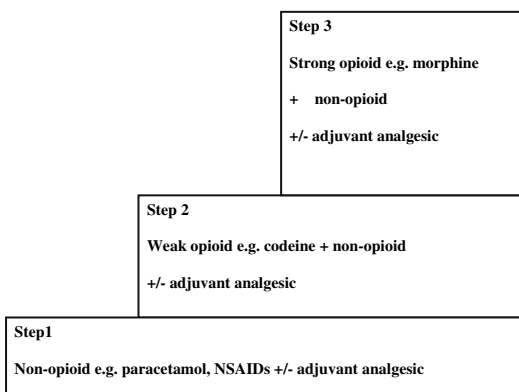 Step 3
Strong opioid e.g. morphine
+ non-opioid
+/- adjuvant analgesic
Step 2
Weak opioid e.g. codeine + non-opioid
+/- adjuvant analgesic
Step1
Non-opioid e.g. paracetamol, NSAIDs +/- adjuvant analgesic